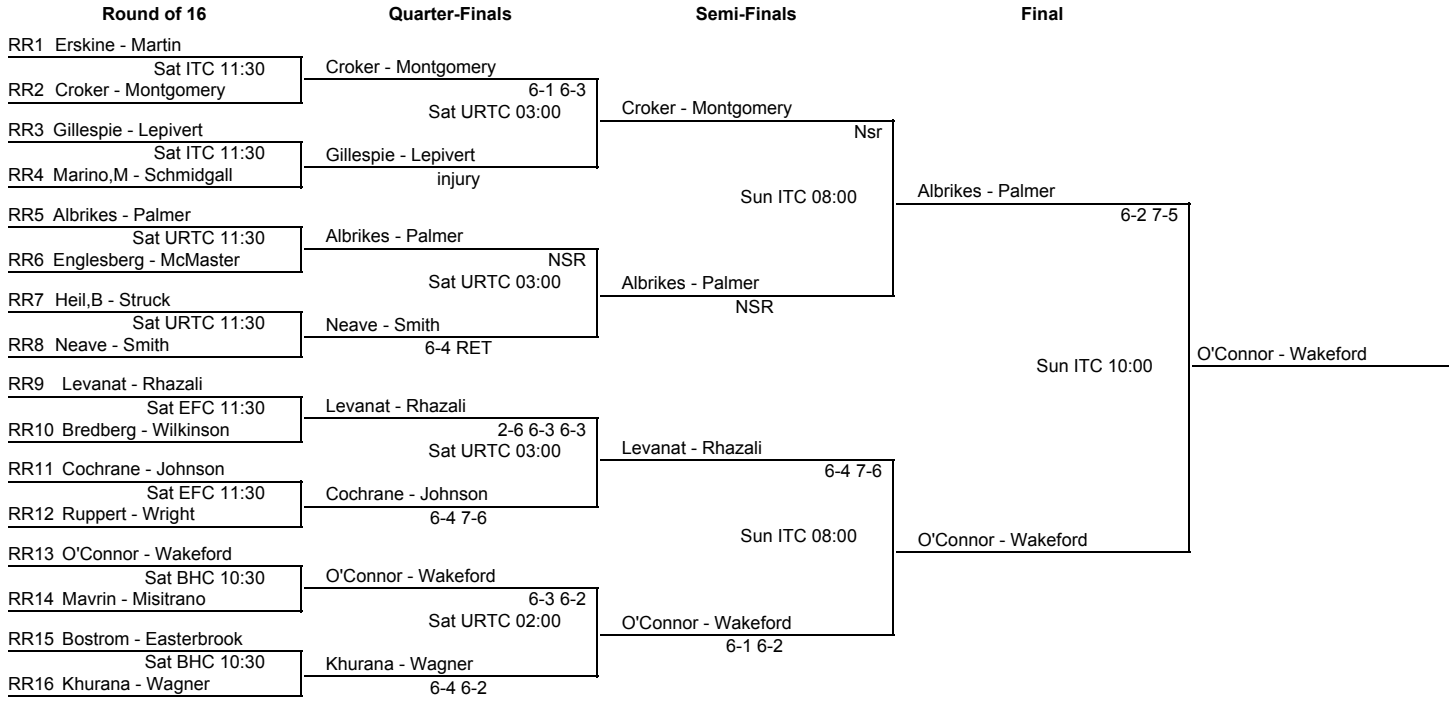 Round of 16 Quarter-Finals Semi-Finals Final
RR1 Erskine - Martin
Sat ITC 11:30
Croker - Montgomery
RR2 Croker - Montgomery
6-1 6-3
Sat URTC 03:00
Croker - Montgomery
RR3 Gillespie - Lepivert
Nsr
Sat ITC 11:30
Gillespie - Lepivert
RR4 Marino,M - Schmidgall
injury
Sun ITC 08:00
Albrikes - Palmer
RR5 Albrikes - Palmer
6-2 7-5
Sat URTC 11:30
Albrikes - Palmer
RR6 Englesberg - McMaster
NSR
Sat URTC 03:00
Albrikes - Palmer
RR7 Heil,B - Struck
NSR
Sat URTC 11:30
Neave - Smith
RR8 Neave - Smith
6-4 RET
O'Connor - Wakeford
Sun ITC 10:00
RR9 Levanat - Rhazali
Sat EFC 11:30
Levanat - Rhazali
RR10 Bredberg - Wilkinson
2-6 6-3 6-3
Sat URTC 03:00
Levanat - Rhazali
RR11 Cochrane - Johnson
6-4 7-6
Sat EFC 11:30
Cochrane - Johnson
RR12 Ruppert - Wright
6-4 7-6
Sun ITC 08:00
O'Connor - Wakeford
RR13 O'Connor - Wakeford
Sat BHC 10:30
O'Connor - Wakeford
RR14 Mavrin - Misitrano
6-3 6-2
Sat URTC 02:00
O'Connor - Wakeford
RR15 Bostrom - Easterbrook
6-1 6-2
Sat BHC 10:30
Khurana - Wagner
RR16 Khurana - Wagner
6-4 6-2